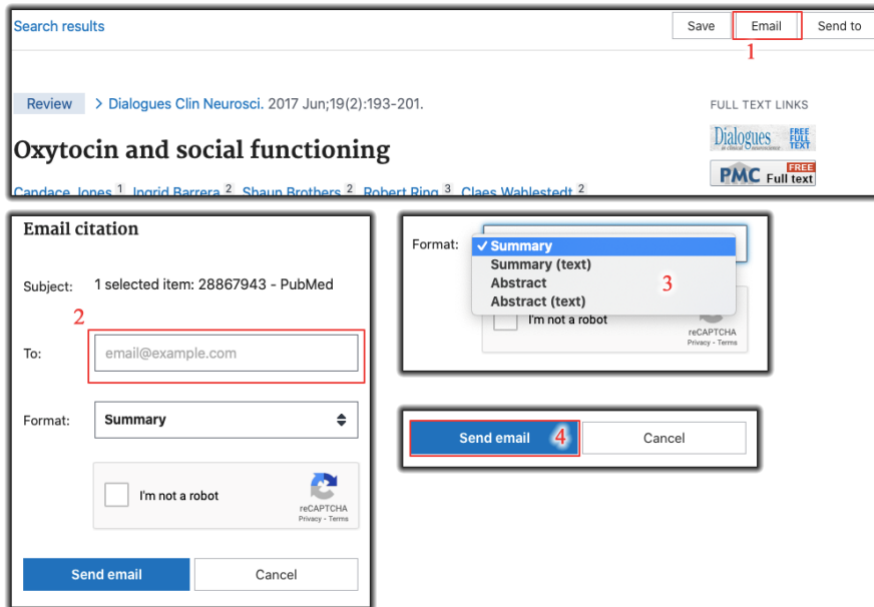 Search results
Save
Email
Send to
1
Review > Dialogues Clin Neurosci. 2017 Jun;19(2):193-201.
Oxytocin and social functioning
Candace Jones 1 Ingrid Barrera 2 Shaun Brothers 2 Robert Ring 3 Claes Wahlestedt 2
FULL TEXT LINKS
Dialogues FREE FULL TEXT
PMC FREE Full text
Email citation
Subject: 1 selected item: 28867943 - PubMed
2
To: email@example.com
Format: Summary
I'm not a robot
reCAPTCHA
Privacy - Terms
Send email
Cancel
Format: ✓ Summary
Summary (text)
Abstract
Abstract (text)
3
I'm not a robot
reCAPTCHA
Privacy - Terms
Send email 4
Cancel